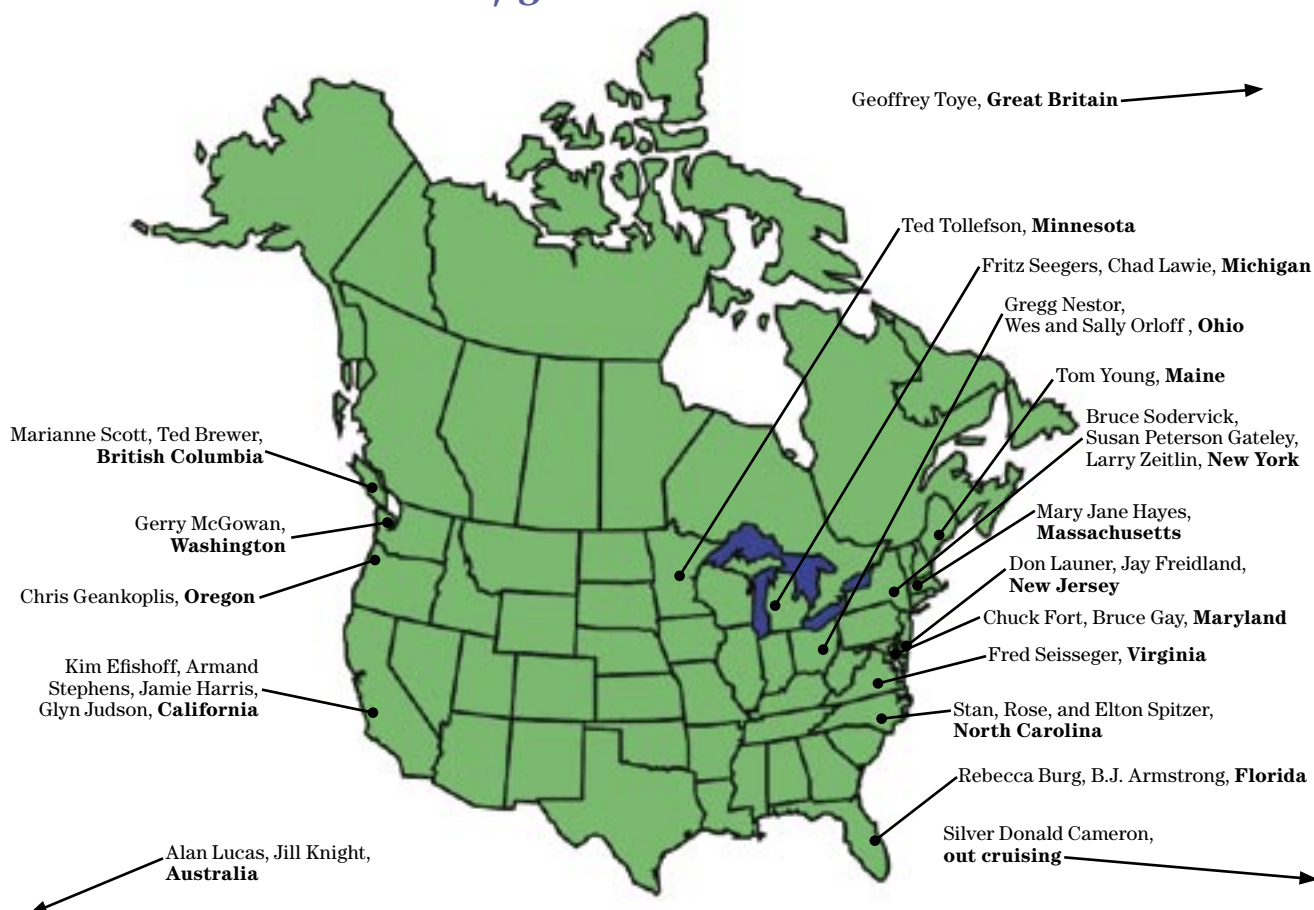 Geoffrey Toye, Great Britain
Ted Tollefson, Minnesota
Fritz Seegers, Chad Lawie, Michigan
Gregg Nestor,
Wes and Sally Orloff , Ohio
Tom Young, Maine
Bruce Sodervick,
Susan Peterson Gateley,
Larry Zeitlin, New York
Marianne Scott, Ted Brewer,
British Columbia
Mary Jane Hayes,
Massachusetts
Gerry McGowan,
Washington
Don Launer, Jay Freidland,
New Jersey
Chris Geankoplis, Oregon
Chuck Fort, Bruce Gay, Maryland
Fred Seisseger, Virginia
Kim Efishoff, Armand
Stephens, Jamie Harris,
Glyn Judson, California
Stan, Rose, and Elton Spitzer,
North Carolina
Rebecca Burg, B.J. Armstrong, Florida
Silver Donald Cameron,
out cruising
Alan Lucas, Jill Knight,
Australia